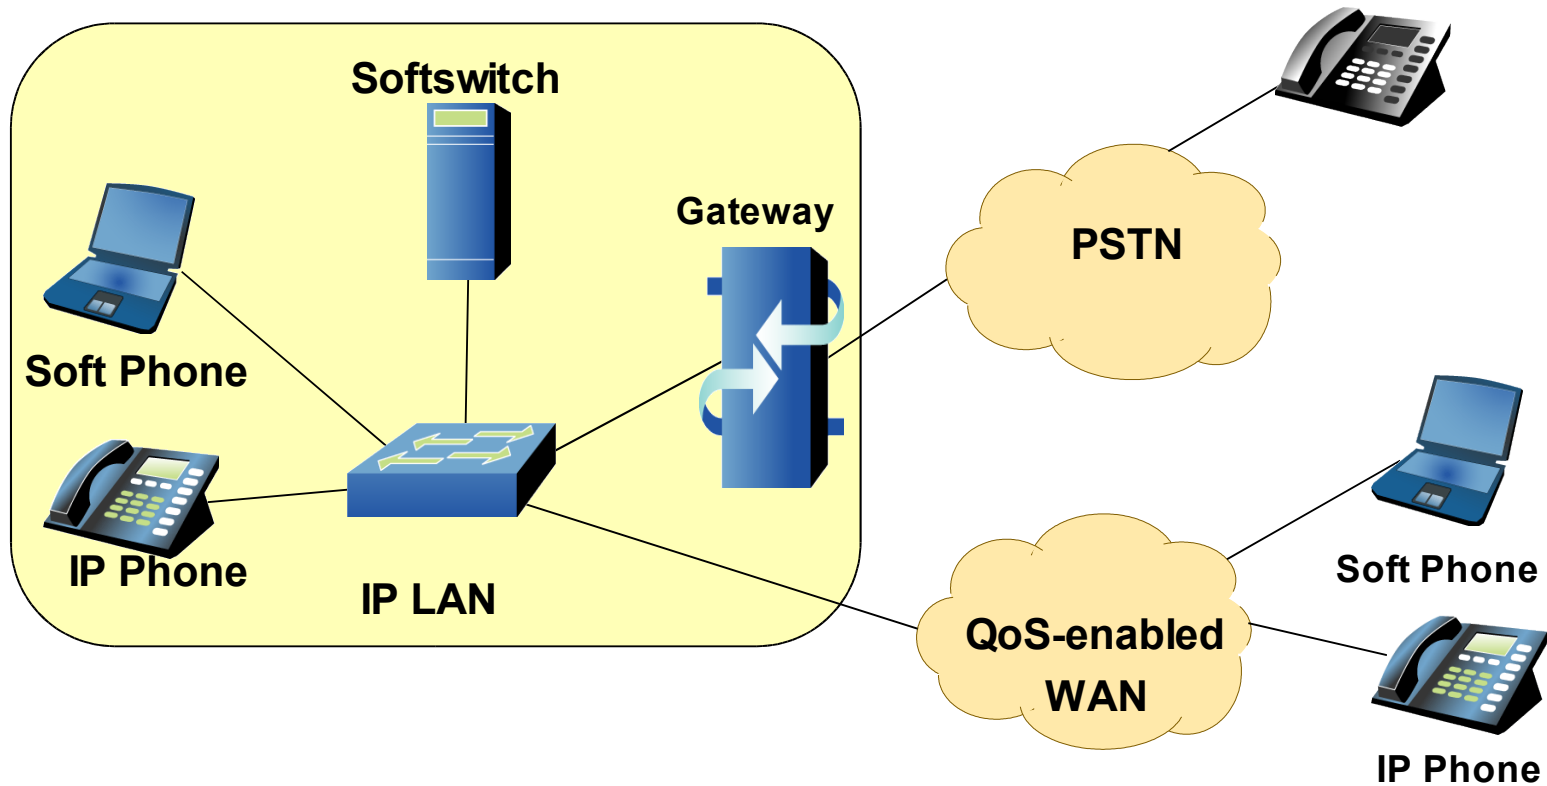 Softswitch
Gateway
PSTN
Soft Phone
IP Phone
IP LAN
QoS-enabled
WAN
Soft Phone
IP Phone